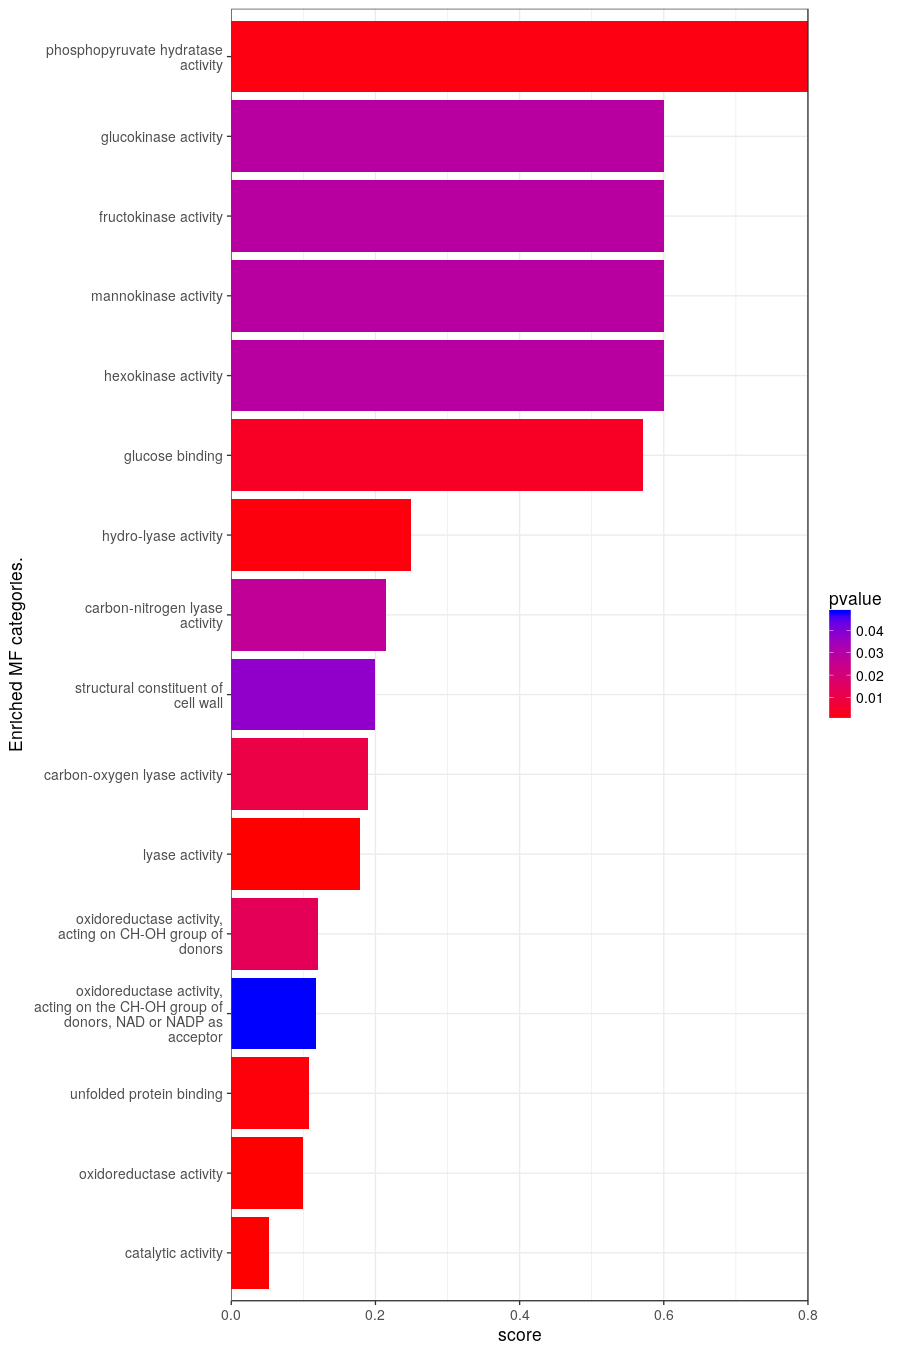 phosphopyruvate hydratase
activity
glucokinase activity
fructokinase activity
mannokinase activity
hexokinase activity
glucose binding
hydro-lyase activity
carbon-nitrogen lyase
activity
structural constituent of
cell wall
carbon-oxygen lyase activity
lyase activity
oxidoreductase activity,
acting on CH-OH group of
donors
oxidoreductase activity,
acting on the CH-OH group of
donors, NAD or NADP as
acceptor
unfolded protein binding
oxidoreductase activity
catalytic activity
Enriched MF categories.
0.0 0.2 0.4 0.6 0.8
score
pvalue
0.04
0.03
0.02
0.01